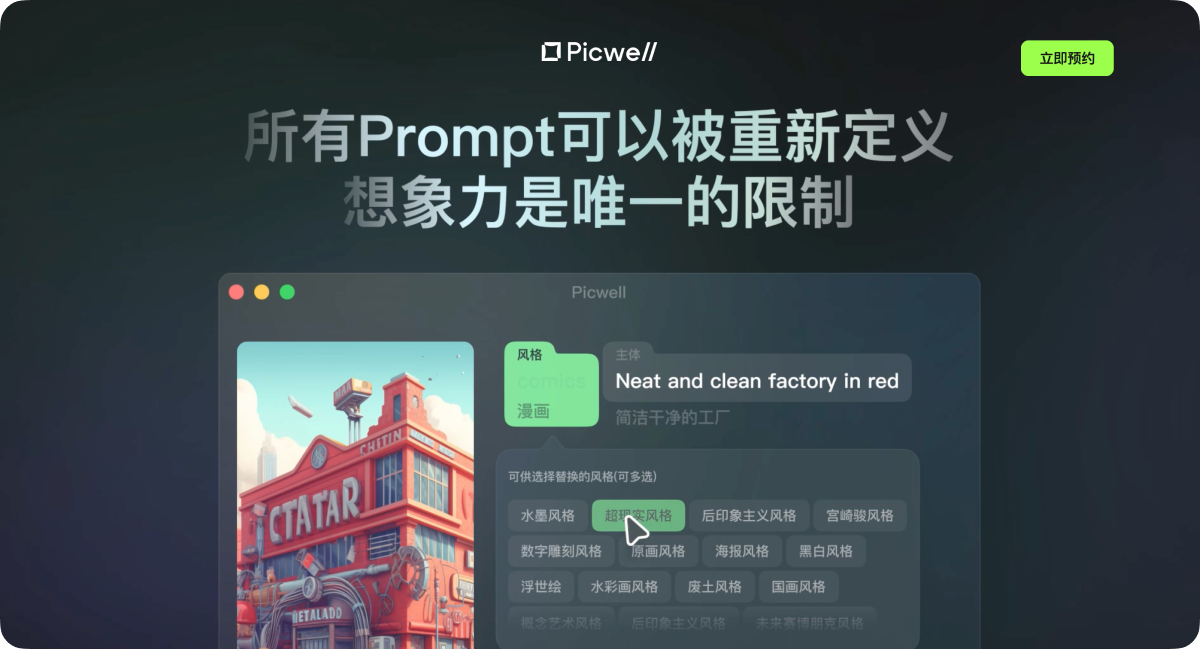 Picwell
立即预约
所有Prompt可以被重新定义
想象力是唯一的限制
Picwell
风格
comics
漫画
主体
Neat and clean factory in red
简洁干净的工厂
可供选择替换的风格(可多选)
水墨风格
超现实风格
后印象主义风格
宫崎骏风格
数字雕刻风格
原画风格
海报风格
黑白风格
浮世绘
水彩画风格
废土风格
国画风格
概念艺术风格
后印象主义风格
未来赛博朋克风格
CHITIN
CTATAR
METALADO